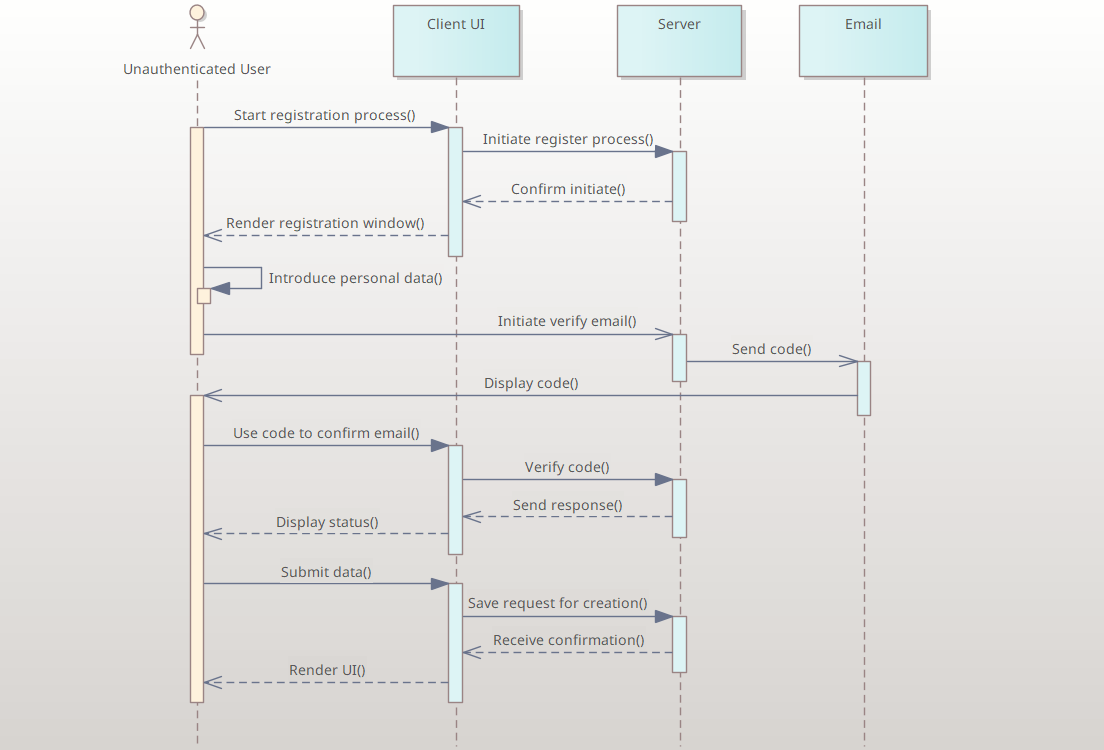 Unauthenticated User
Client UI
Server
Email
Start registration process()
Initiate register process()
Confirm initiate()
Render registration window()
Introduce personal data()
Initiate verify email()
Send code()
Display code()
Use code to confirm email()
Verify code()
Send response()
Display status()
Submit data()
Save request for creation()
Receive confirmation()
Render UI()